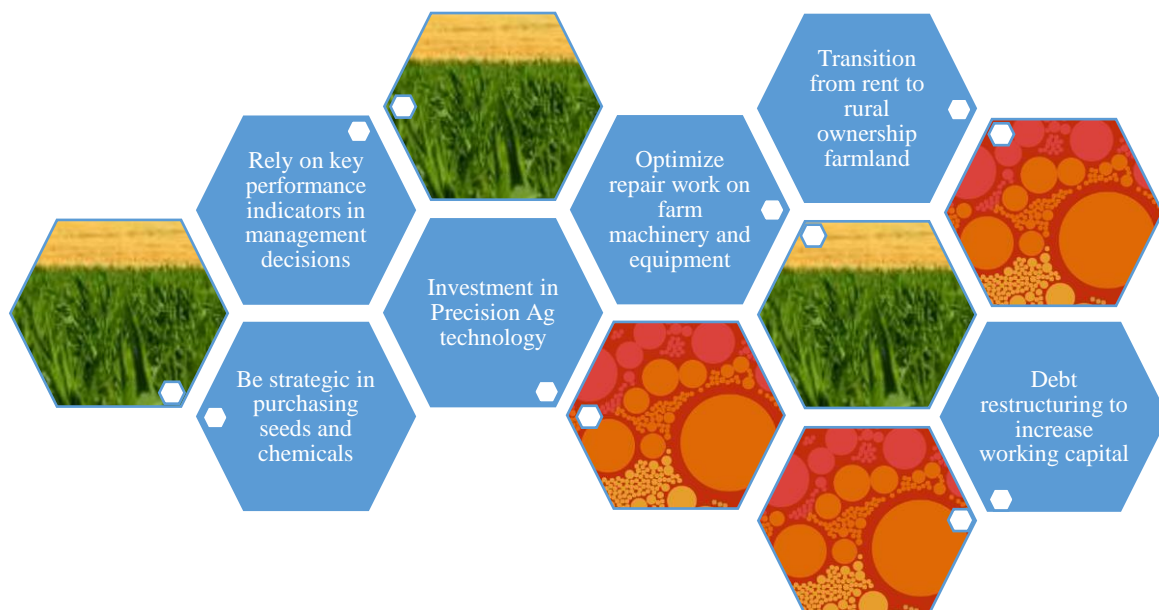 Rely on key
performance
indicators in
management
decisions
Be strategic in
purchasing
seeds and
chemicals
Investment in
Precision Ag
technology
Optimize
repair work on
farm
machinery and
equipment
Transition
from rent to
rural
ownership
farmland
Debt
restructuring to
increase
working capital